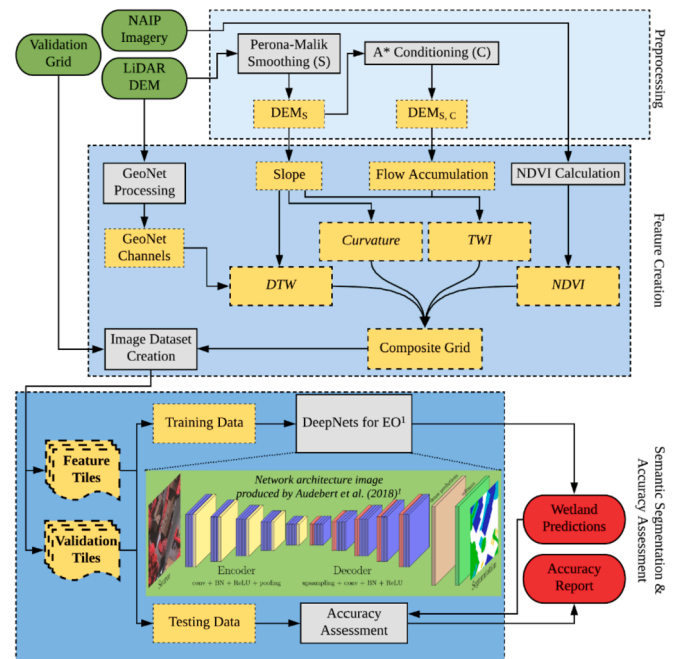 NAIP
Imagery
Validation
Grid
LiDAR
DEM
Perona-Malik
Smoothing (S)
A* Conditioning (C)
DEMS
DEMS, C
Preprocessing
GeoNet
Processing
Slope
Flow Accumulation
NDVI Calculation
GeoNet
Channels
Curvature
TWI
DTW
NDVI
Feature Creation
Image Dataset
Creation
Composite Grid
Training Data
DeepNets for EO¹
Feature
Tiles
Validation
Tiles
Network architecture image
produced by Audebert et al. (2018)¹
Scene
Encoder
conv + BN + ReLU + pooling
Decoder
upsampling + conv + BN + ReLU
Segmentation
Wetland
Predictions
Accuracy
Report
Semantic Segmentation &
Accuracy Assessment
Testing Data
Accuracy
Assessment